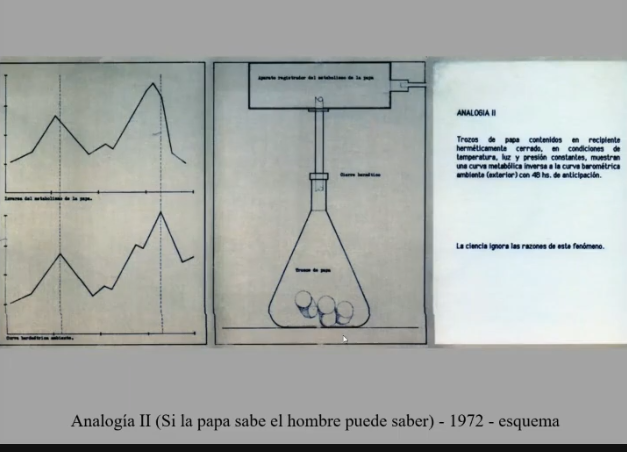 Aparato registrador del metabolismo de la papa
Inversa del metabolismo de la papa.
Cierre hermético
Trozos de papa
Curva barométrica ambiente.
ANALOGIA II
Trozos de papa contenidos en recipiente
herméticamente cerrado, en condiciones de
temperatura, luz y presión constantes, muestran
una curva metabólica inversa a la curva barométrica
ambiente (exterior) con 48 hs. de anticipación.
La ciencia ignora las razones de este fenómeno.
Analogía II (Si la papa sabe el hombre puede saber) - 1972 - esquema